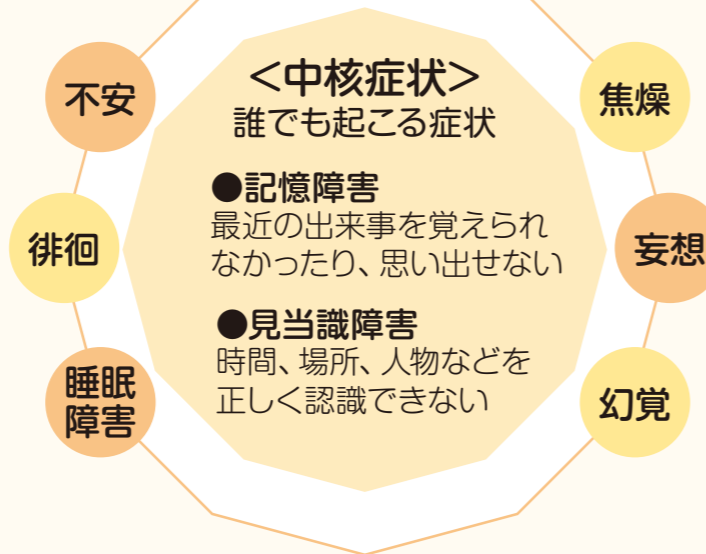 <中核症状>
誰でも起こる症状
●記憶障害
最近の出来事を覚えられ
なかったり、思い出せない
●見当識障害
時間、場所、人物などを
正しく認識できない
不安
徘徊
睡眠
障害
焦燥
妄想
幻覚